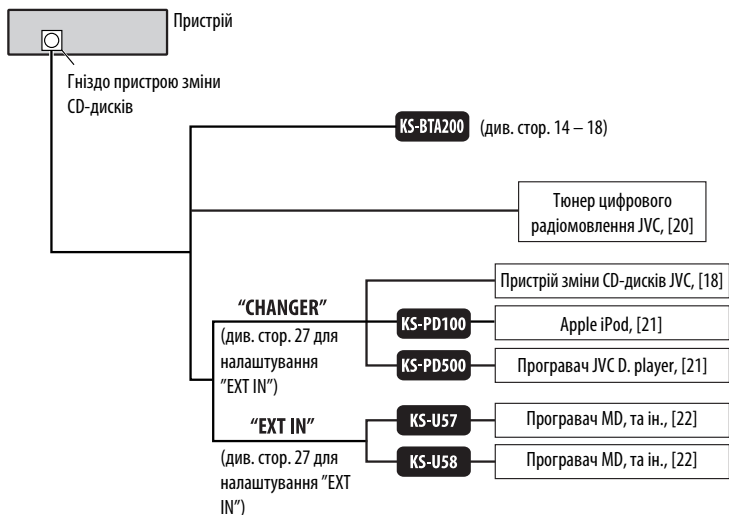 Пристрій
Гніздо пристрою зміни
CD-дисків
KS-BTA200 (див. стор. 14 – 18)
Тюнер цифрового
радіомовлення JVC, [20]
Пристрій зміни CD-дисків JVC, [18]
"CHANGER"
(див. стор. 27 для
налаштування
"EXT IN")
KS-PD100
Apple iPod, [21]
KS-PD500
Програвач JVC D. player, [21]
"EXT IN"
(див. стор. 27 для
налаштування "EXT
IN")
KS-U57
Програвач MD, та ін., [22]
KS-U58
Програвач MD, та ін., [22]